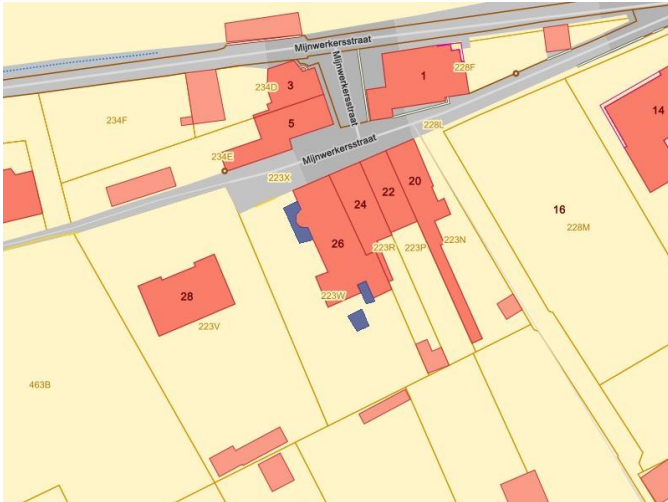 Mijnwerkersstraat
Mijnwerkersstraat
228F
1
234D
3
14
234F
5
228L
Mijnwerkersstraat
234E
223X
20
22
24
16
228M
26
223R
223P
223N
28
223W
223V
463B